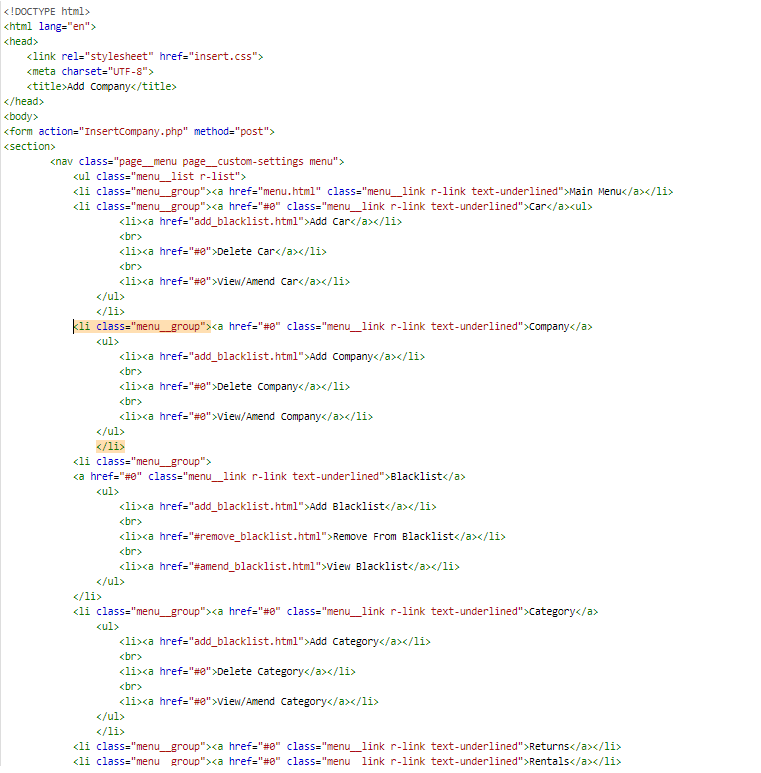 <!DOCTYPE html>
<html lang="en">
<head>
<link rel="stylesheet" href="insert.css">
<meta charset="UTF-8">
<title>Add Company</title>
</head>
<body>
<form action="InsertCompany.php" method="post">
<section>
<nav class="page__menu page__custom-settings menu">
<ul class="menu__list r-list">
<li class="menu__group"><a href="menu.html" class="menu__link r-link text-underlined">Main Menu</a></li>
<li class="menu__group"><a href="#0" class="menu__link r-link text-underlined">Car</a><ul>
<li><a href="add_blacklist.html">Add Car</a></li>
<br>
<li><a href="#0">Delete Car</a></li>
<br>
<li><a href="#0">View/Amend Car</a></li>
</ul>
</li>
<li class="menu__group"><a href="#0" class="menu__link r-link text-underlined">Company</a>
<ul>
<li><a href="add_blacklist.html">Add Company</a></li>
<br>
<li><a href="#0">Delete Company</a></li>
<br>
<li><a href="#0">View/Amend Company</a></li>
</ul>
</li>
<li class="menu__group">
<a href="#0" class="menu__link r-link text-underlined">Blacklist</a>
<ul>
<li><a href="add_blacklist.html">Add Blacklist</a></li>
<br>
<li><a href="#remove_blacklist.html">Remove From Blacklist</a></li>
<br>
<li><a href="#amend_blacklist.html">View Blacklist</a></li>
</ul>
</li>
<li class="menu__group"><a href="#0" class="menu__link r-link text-underlined">Category</a>
<ul>
<li><a href="add_blacklist.html">Add Category</a></li>
<br>
<li><a href="#0">Delete Category</a></li>
<br>
<li><a href="#0">View/Amend Category</a></li>
</ul>
</li>
<li class="menu__group"><a href="#0" class="menu__link r-link text-underlined">Returns</a></li>
<li class="menu__group"><a href="#0" class="menu__link r-link text-underlined">Rentals</a></li>